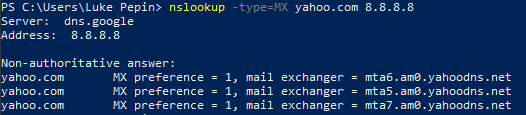 PS C:\Users\Luke Pepin> nslookup -type=MX yahoo.com 8.8.8.8
Server:  dns.google
Address:  8.8.8.8

Non-authoritative answer:
yahoo.com       MX preference = 1, mail exchanger = mta6.am0.yahoodns.net
yahoo.com       MX preference = 1, mail exchanger = mta5.am0.yahoodns.net
yahoo.com       MX preference = 1, mail exchanger = mta7.am0.yahoodns.net